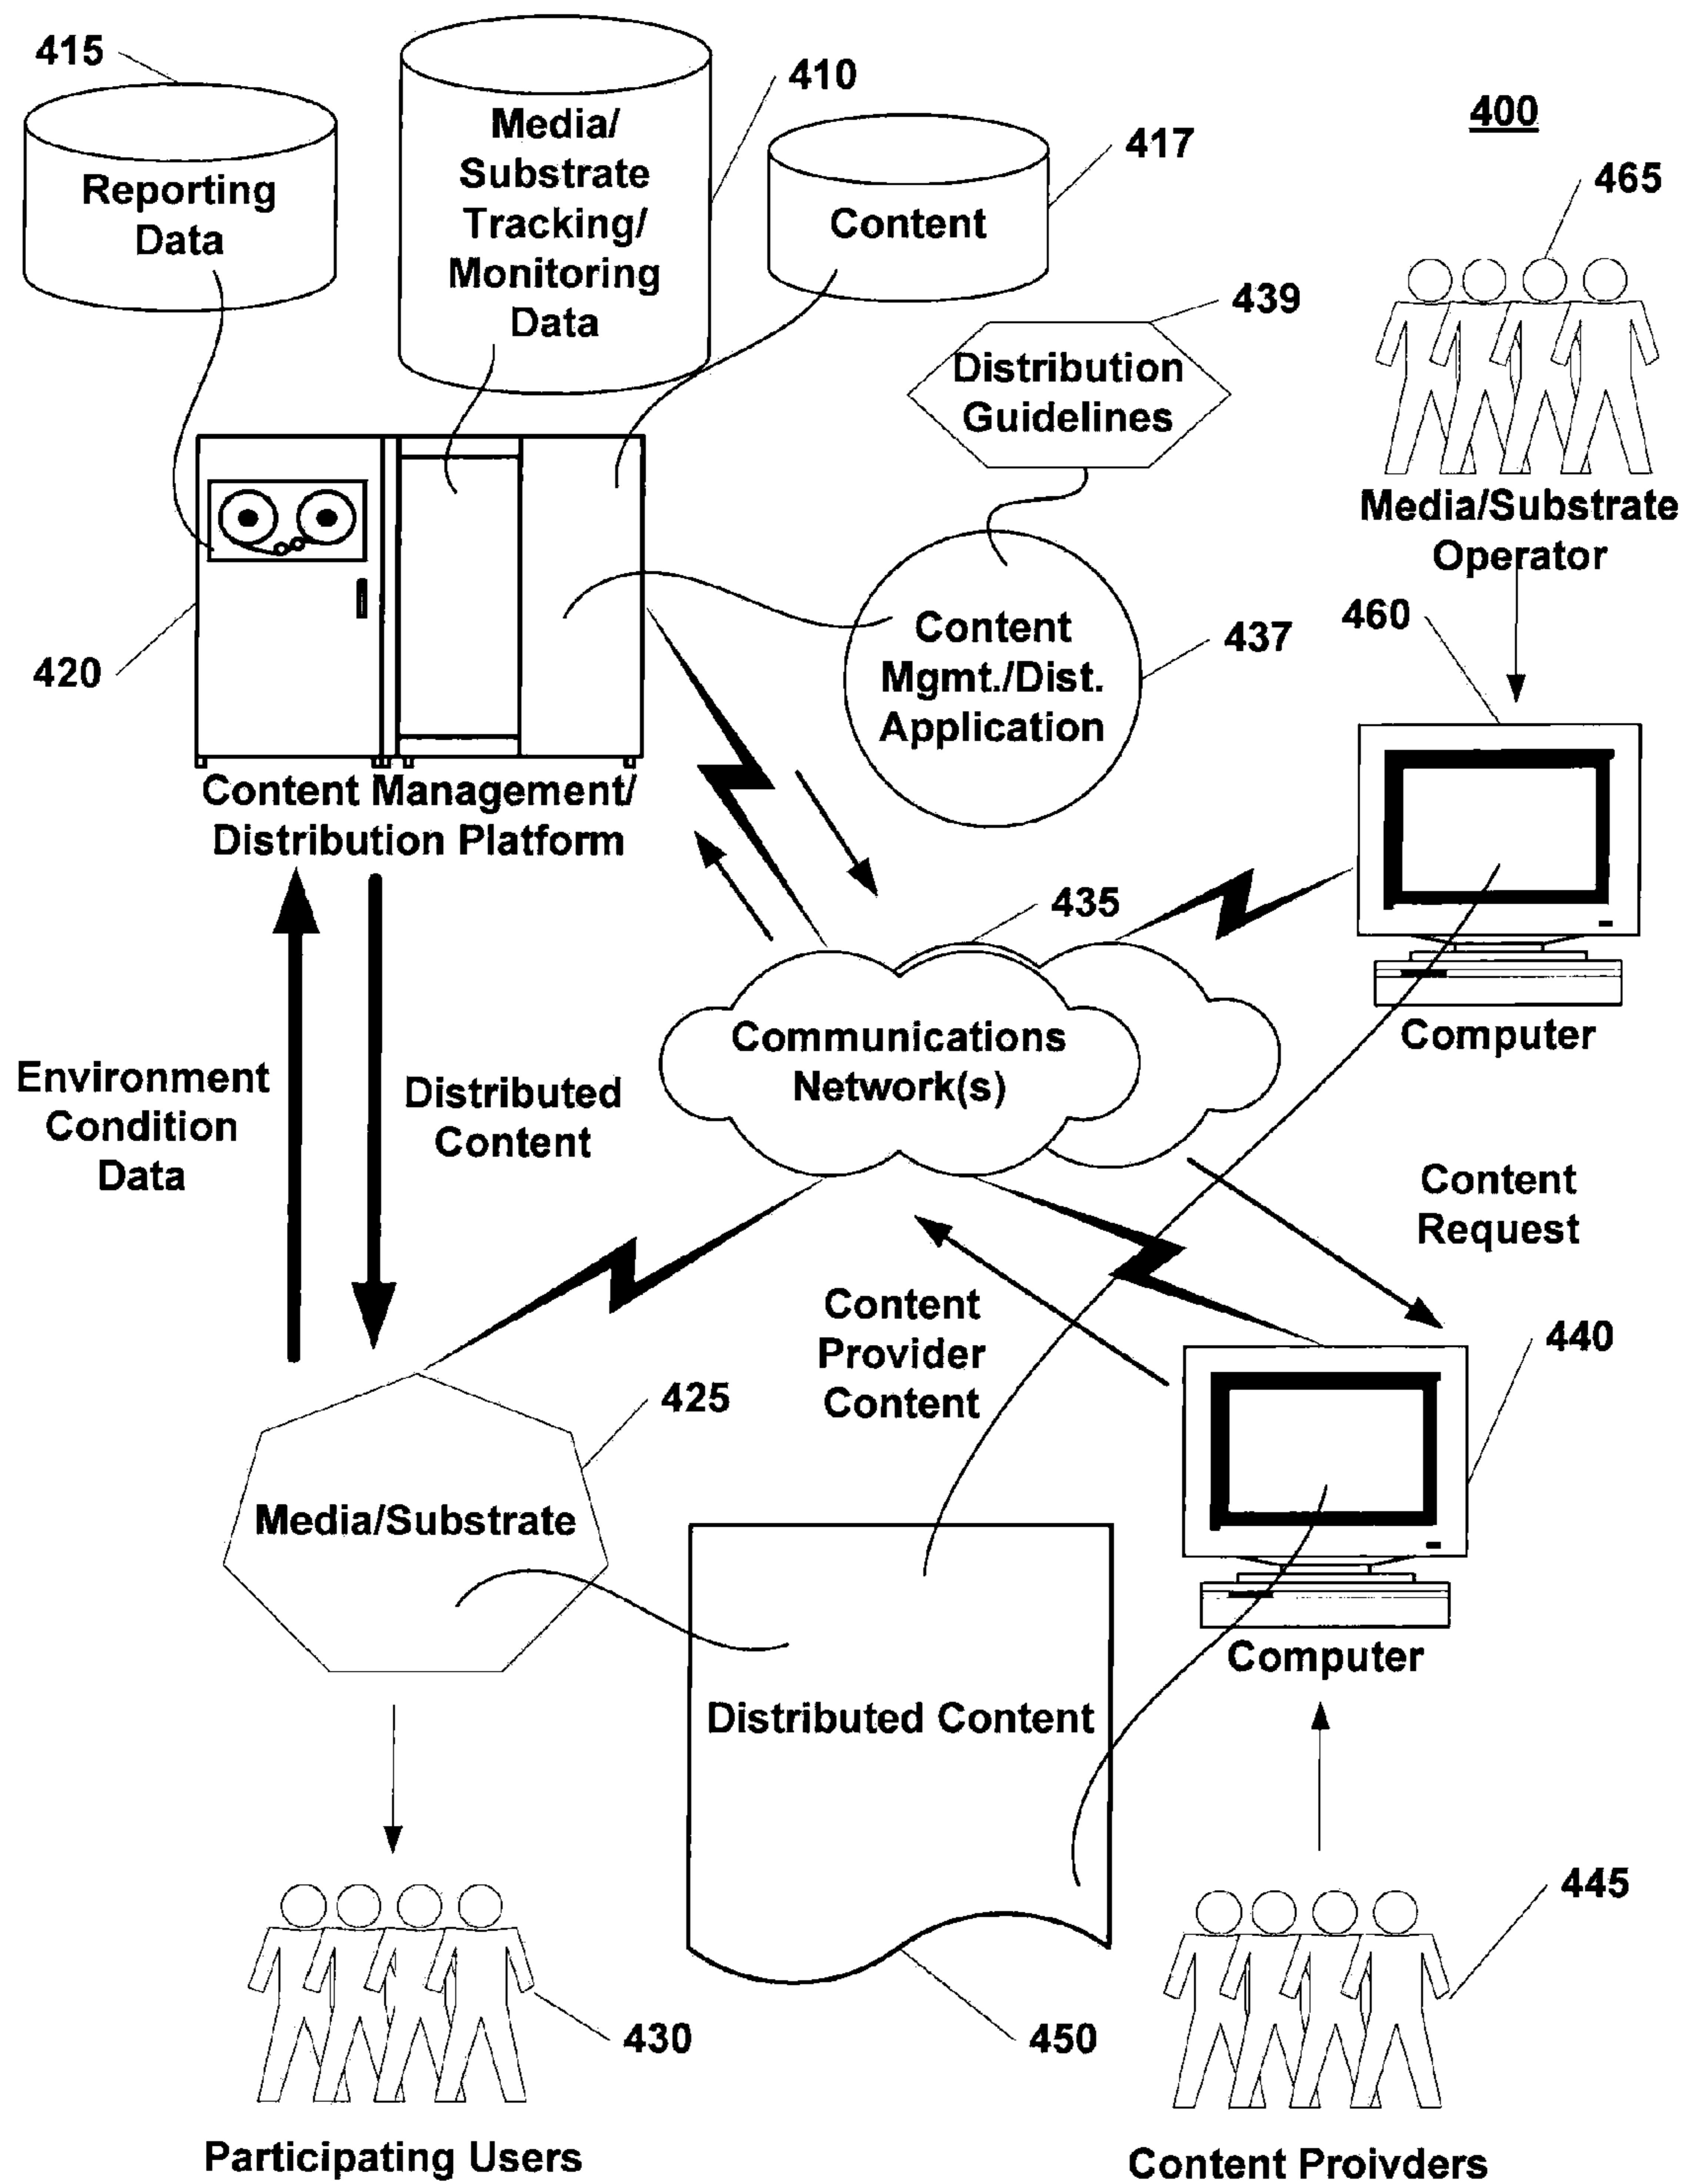 415
410
417
400
465
Reporting
Data
Media/
Substrate
Tracking/
Monitoring
Data
Content
439
Distribution
Guidelines
Media/Substrate
Operator
460
437
Content
Mgmt./Dist.
Application
420
Content Management/
Distribution Platform
435
Communications
Network(s)
Computer
Environment
Condition
Data
Distributed
Content
Content
Request
Content
Provider
Content
440
425
Media/Substrate
Computer
Distributed Content
445
430
450
Participating Users
Content Proivders